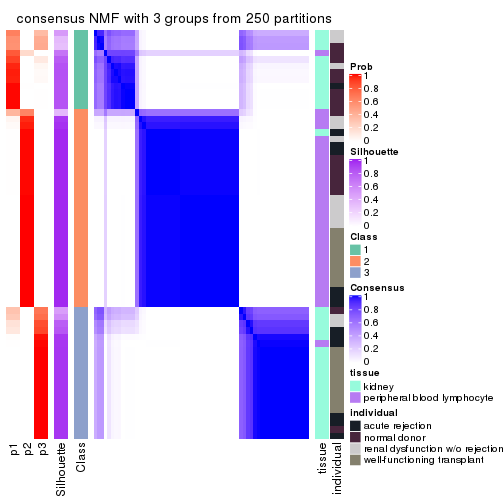 consensus NMF with 3 groups from 250 partitions
Prob
1
0.8
0.6
0.4
0.2
0
Silhouette
1
0.8
0.6
0.4
0.2
0
Class
1
2
3
Consensus
1
0.8
0.6
0.4
0.2
0
tissue
kidney
peripheral blood lymphocyte
individual
acute rejection
normal donor
renal dysfunction w/o rejection
well-functioning transplant
p1
p2
p3
Silhouette
Class
tissue
individual